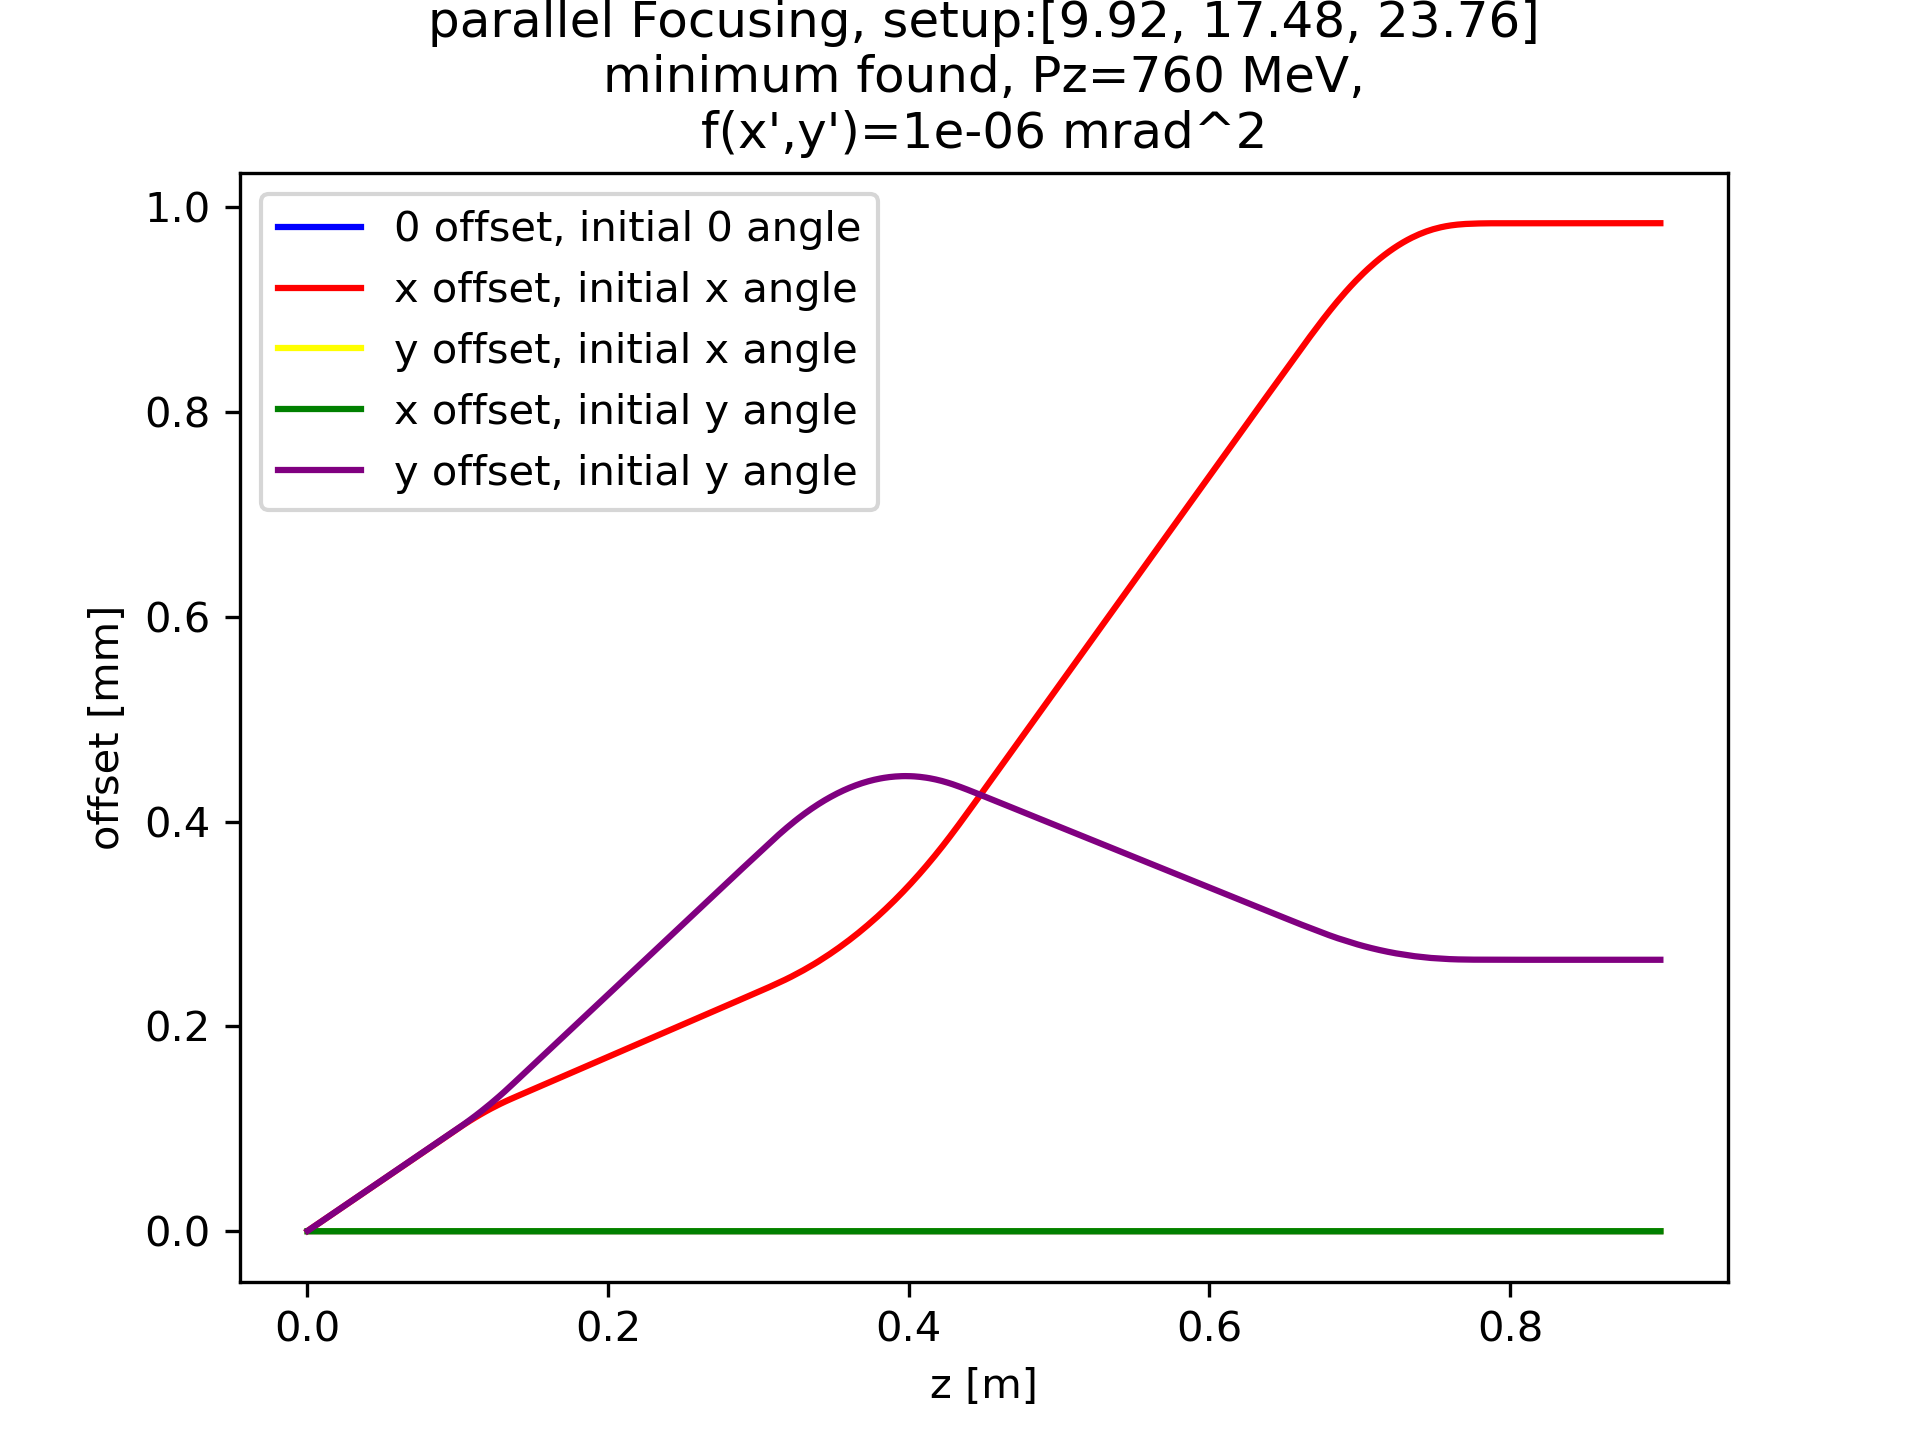 parallel Focusing, setup:[9.92, 17.48, 23.76]
minimum found, Pz=760 MeV,
f(x',y')=1e-06 mrad^2
0 offset, initial 0 angle
x offset, initial x angle
y offset, initial x angle
x offset, initial y angle
y offset, initial y angle
offset [mm]
1.0
0.8
0.6
0.4
0.2
0.0
0.0 0.2 0.4 0.6 0.8
z [m]